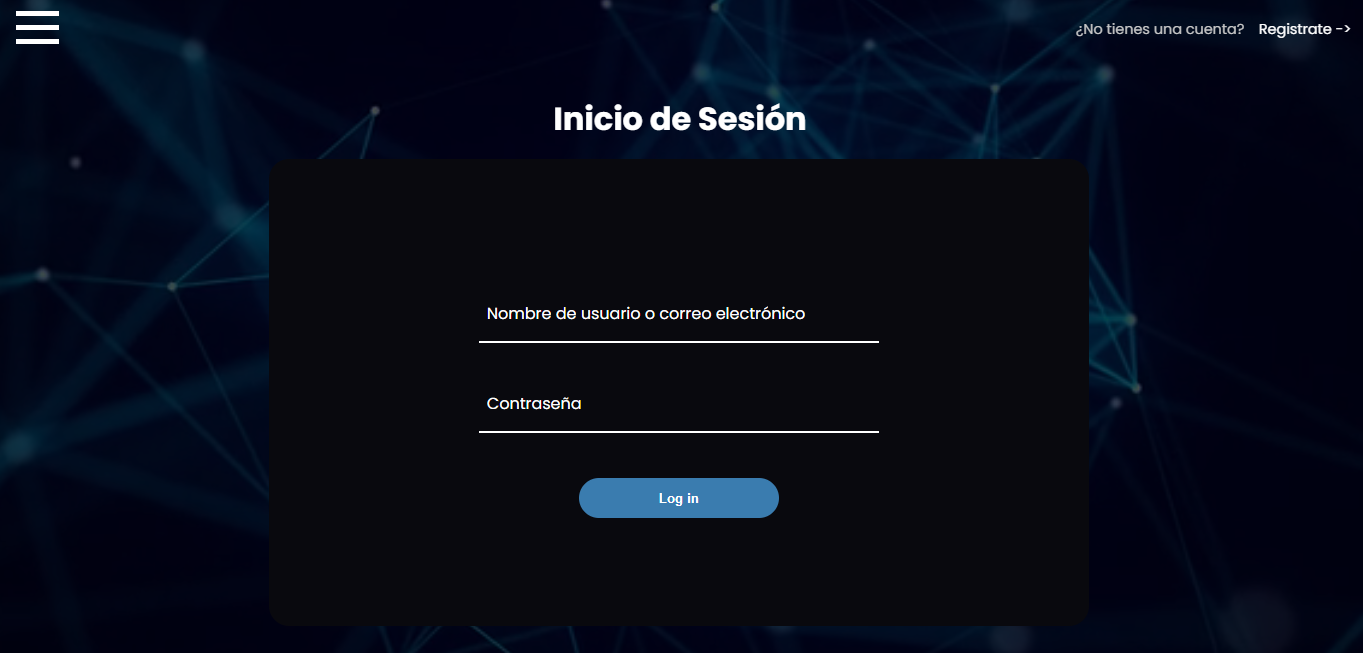 ¿No tienes una cuenta? Registrate ->
Inicio de Sesión
Nombre de usuario o correo electrónico
Contraseña
Log in